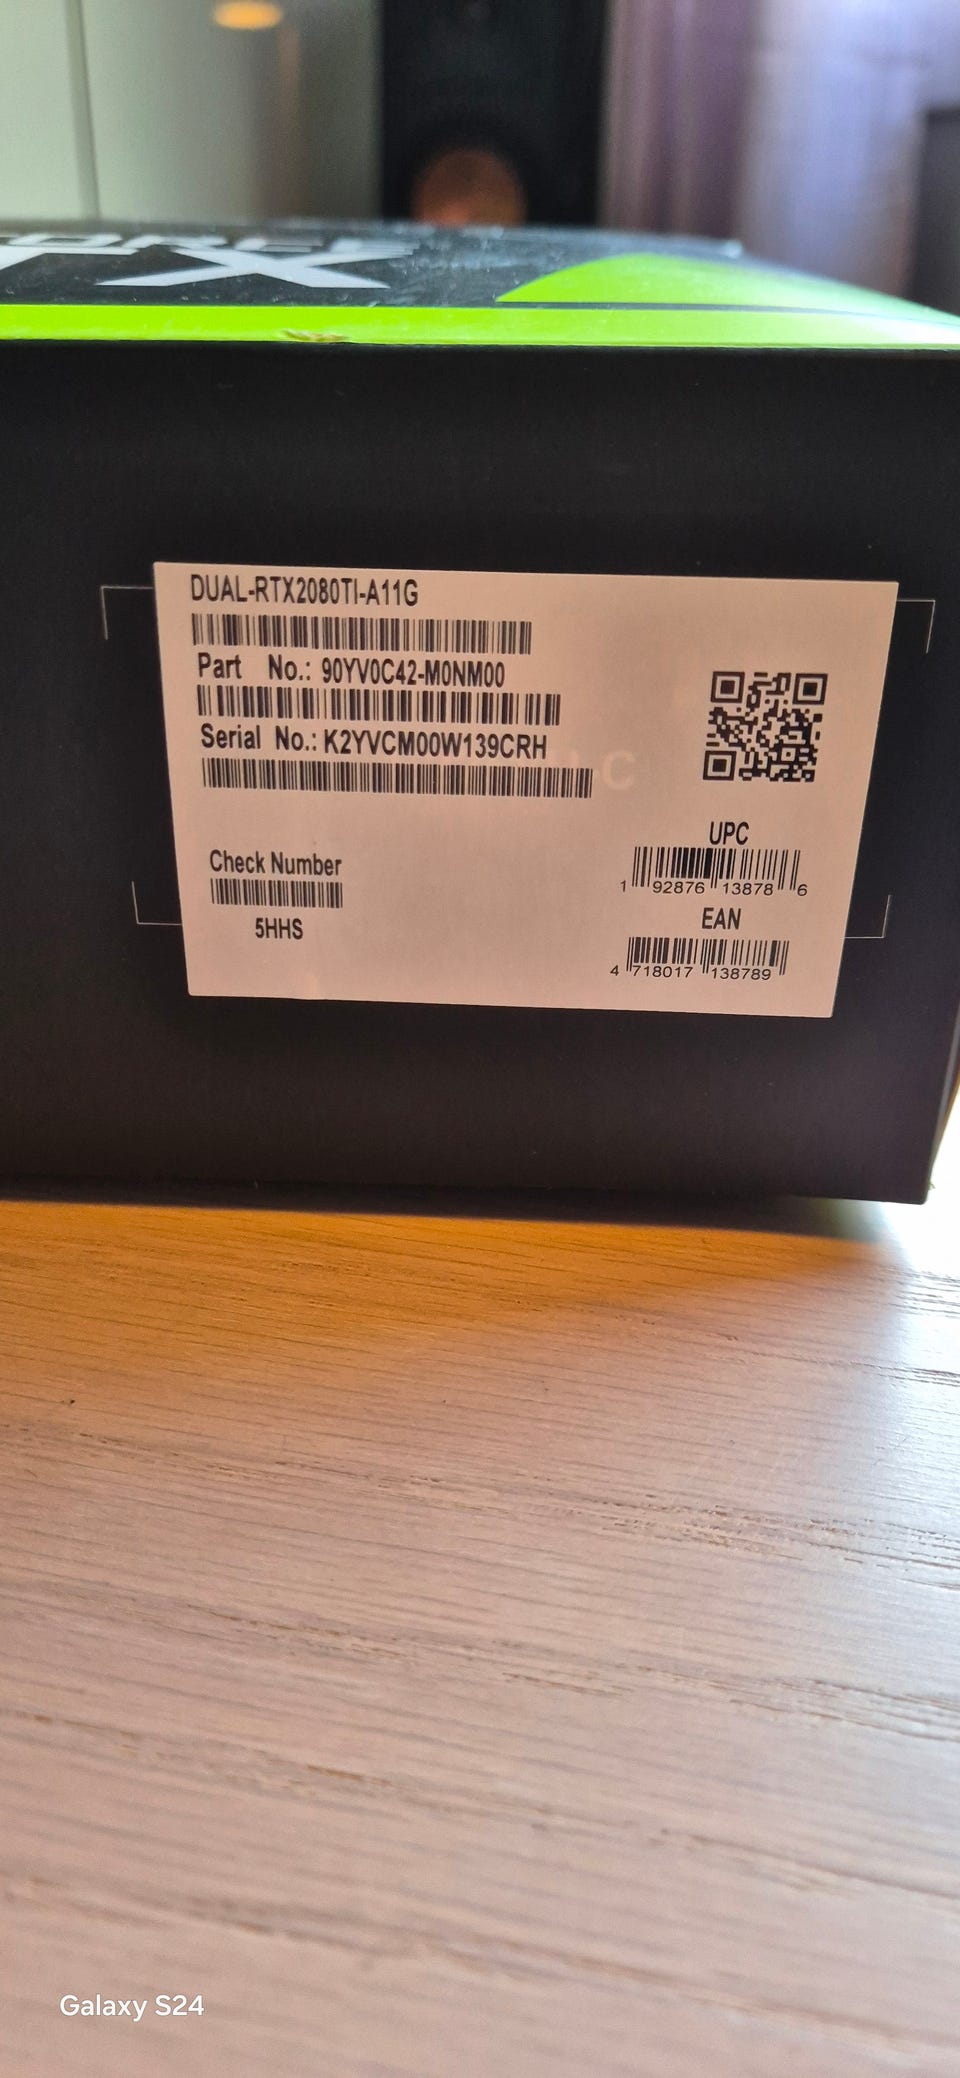 TX
DUAL-RTX2080TI-A11G
Part No.: 90YV0C42-M0NM00
Serial No.: K2YVCM00W139CRH
Check Number
5HHS
UPC
1 92876 13878 6
EAN
4 718017 138789
Galaxy S24